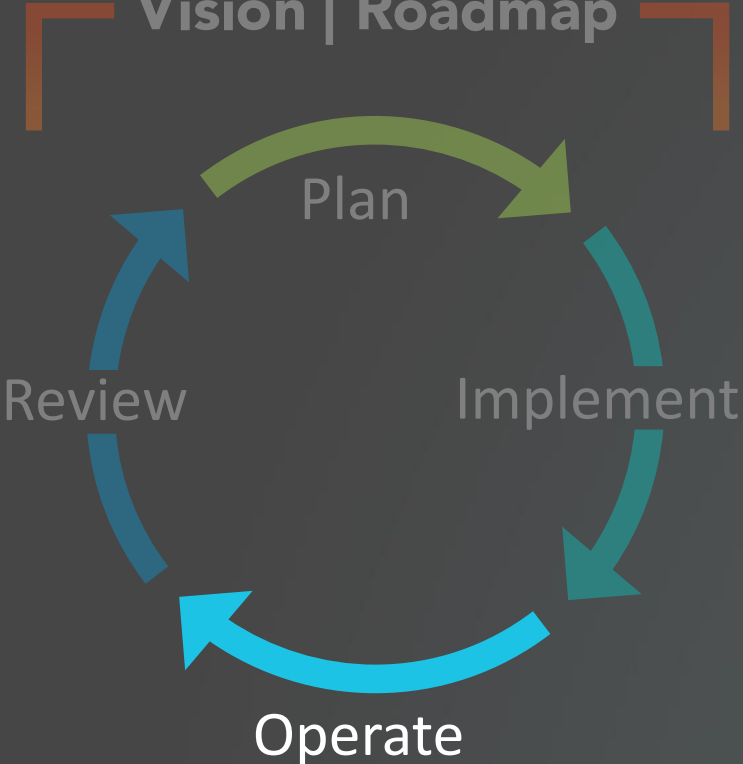 Vision | Roadmap
Plan
Review
Implement
Operate